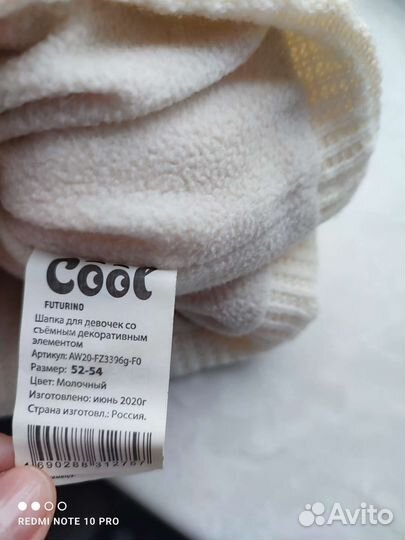 Cool
FUTURINO
Шапка для девочек со
съёмным декоративным
элементом
Артикул: AW20-FZ3396g-F0
Размер: 52-54
Цвет: Молочный
Изготовлено: июнь 2020г
Страна изготовл.: Россия.
4690288312787
REDMI NOTE 10 PRO
Avito